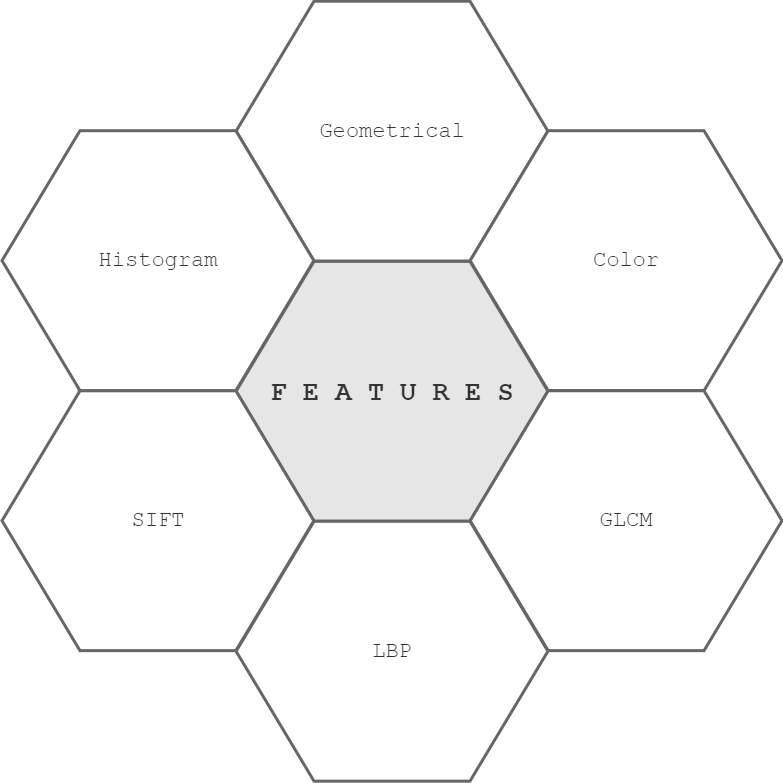 Geometrical
Histogram
Color
F E A T U R E S
SIFT
GLCM
LBP